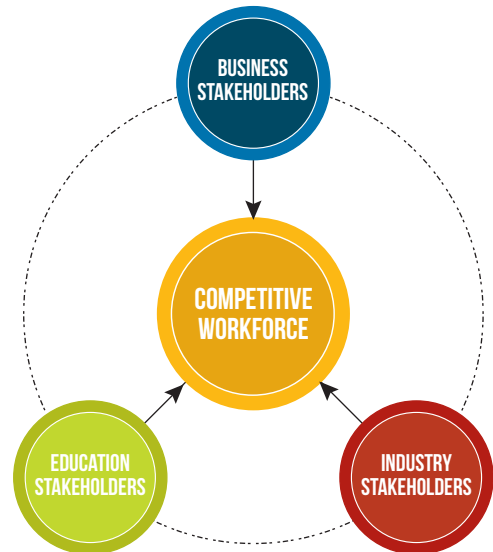 BUSINESS
STAKEHOLDERS
COMPETITIVE
WORKFORCE
EDUCATION
STAKEHOLDERS
INDUSTRY
STAKEHOLDERS